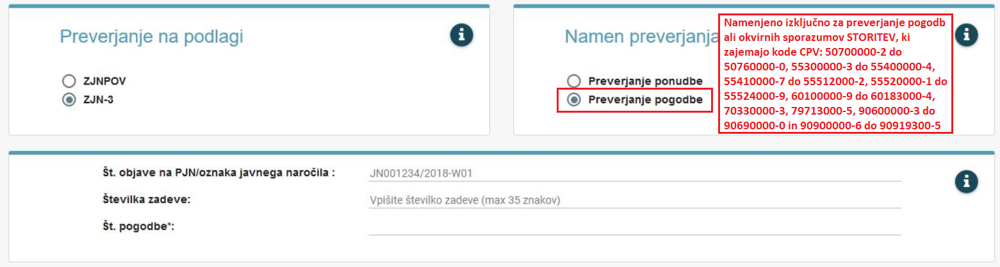 Preverjanje na podlagi
ZJNPOV
ZJN-3
Namen preverjanja
Preverjanje ponudbe
Preverjanje pogodbe
Namenjeno izključno za preverjanje pogodb
ali okvirnih sporazumov STORITEV, ki
zajemajo kode CPV: 50700000-2 do
50760000-0, 55300000-3 do 55400000-4,
55410000-7 do 55512000-2, 55520000-1 do
55524000-9, 60100000-9 do 60183000-4,
70330000-3, 79713000-5, 90600000-3 do
90690000-0 in 90900000-6 do 90919300-5
Št. objave na PJN/oznaka javnega naročila : JN001234/2018-W01
Številka zadeve: Vpišite številko zadeve (max 35 znakov)
Št. pogodbe*: